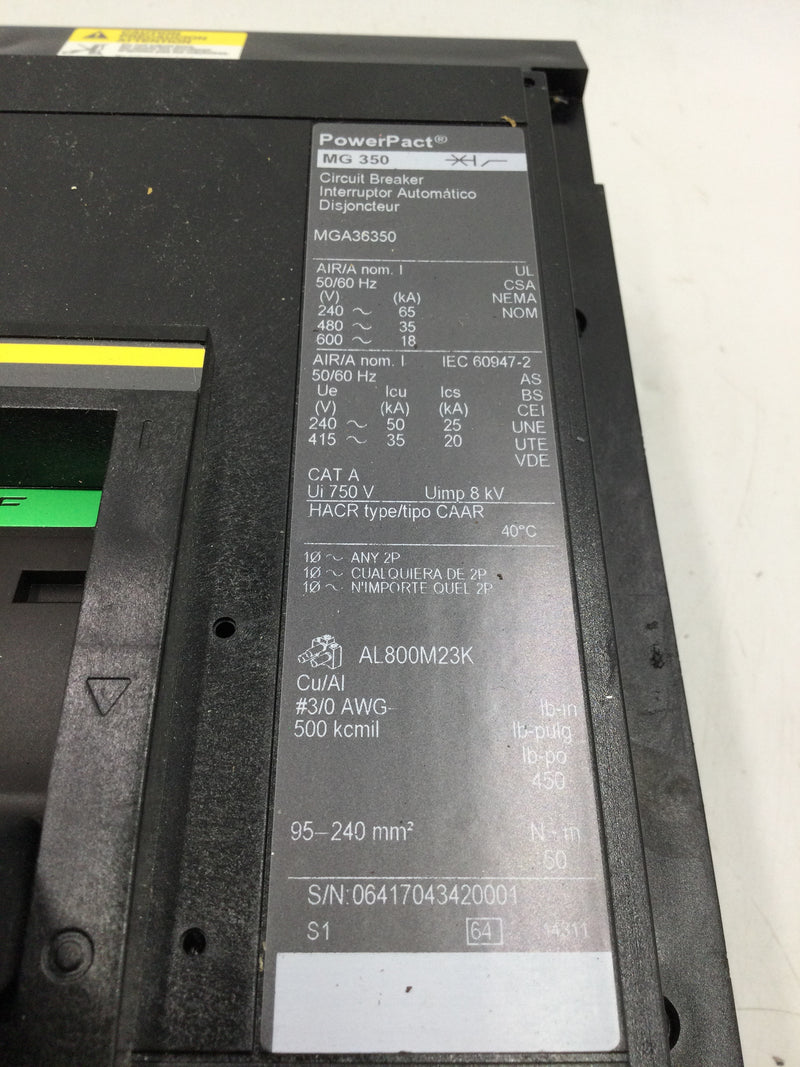 ATTENTION
PowerPact®
MG 350
Circuit Breaker
Interruptor Automático
Disjoncteur
MGA36350
AIR/A nom. I UL
50/60 Hz CSA
(V) (kA) NEMA
240 ~ 65 NOM
480 ~ 35
600 ~ 18
AIR/A nom. I IEC 60947-2
50/60 Hz AS
Ue Icu Ics BS
(V) (kA) (kA) CEI
240 ~ 50 25 UNE
415 ~ 35 20 UTE
VDE
CAT A
Ui 750 V Uimp 8 kV
HACR type/tipo CAAR
40°C
1Ø ~ ANY 2P
1Ø ~ CUALQUIERA DE 2P
1Ø ~ N'IMPORTE QUEL 2P
AL800M23K
Cu/Al
#3/0 AWG- lb-in
500 kcmil lb-pulg
lb-po
450
95–240 mm² N - m
50
S/N: 06417043420001
S1 64 14311